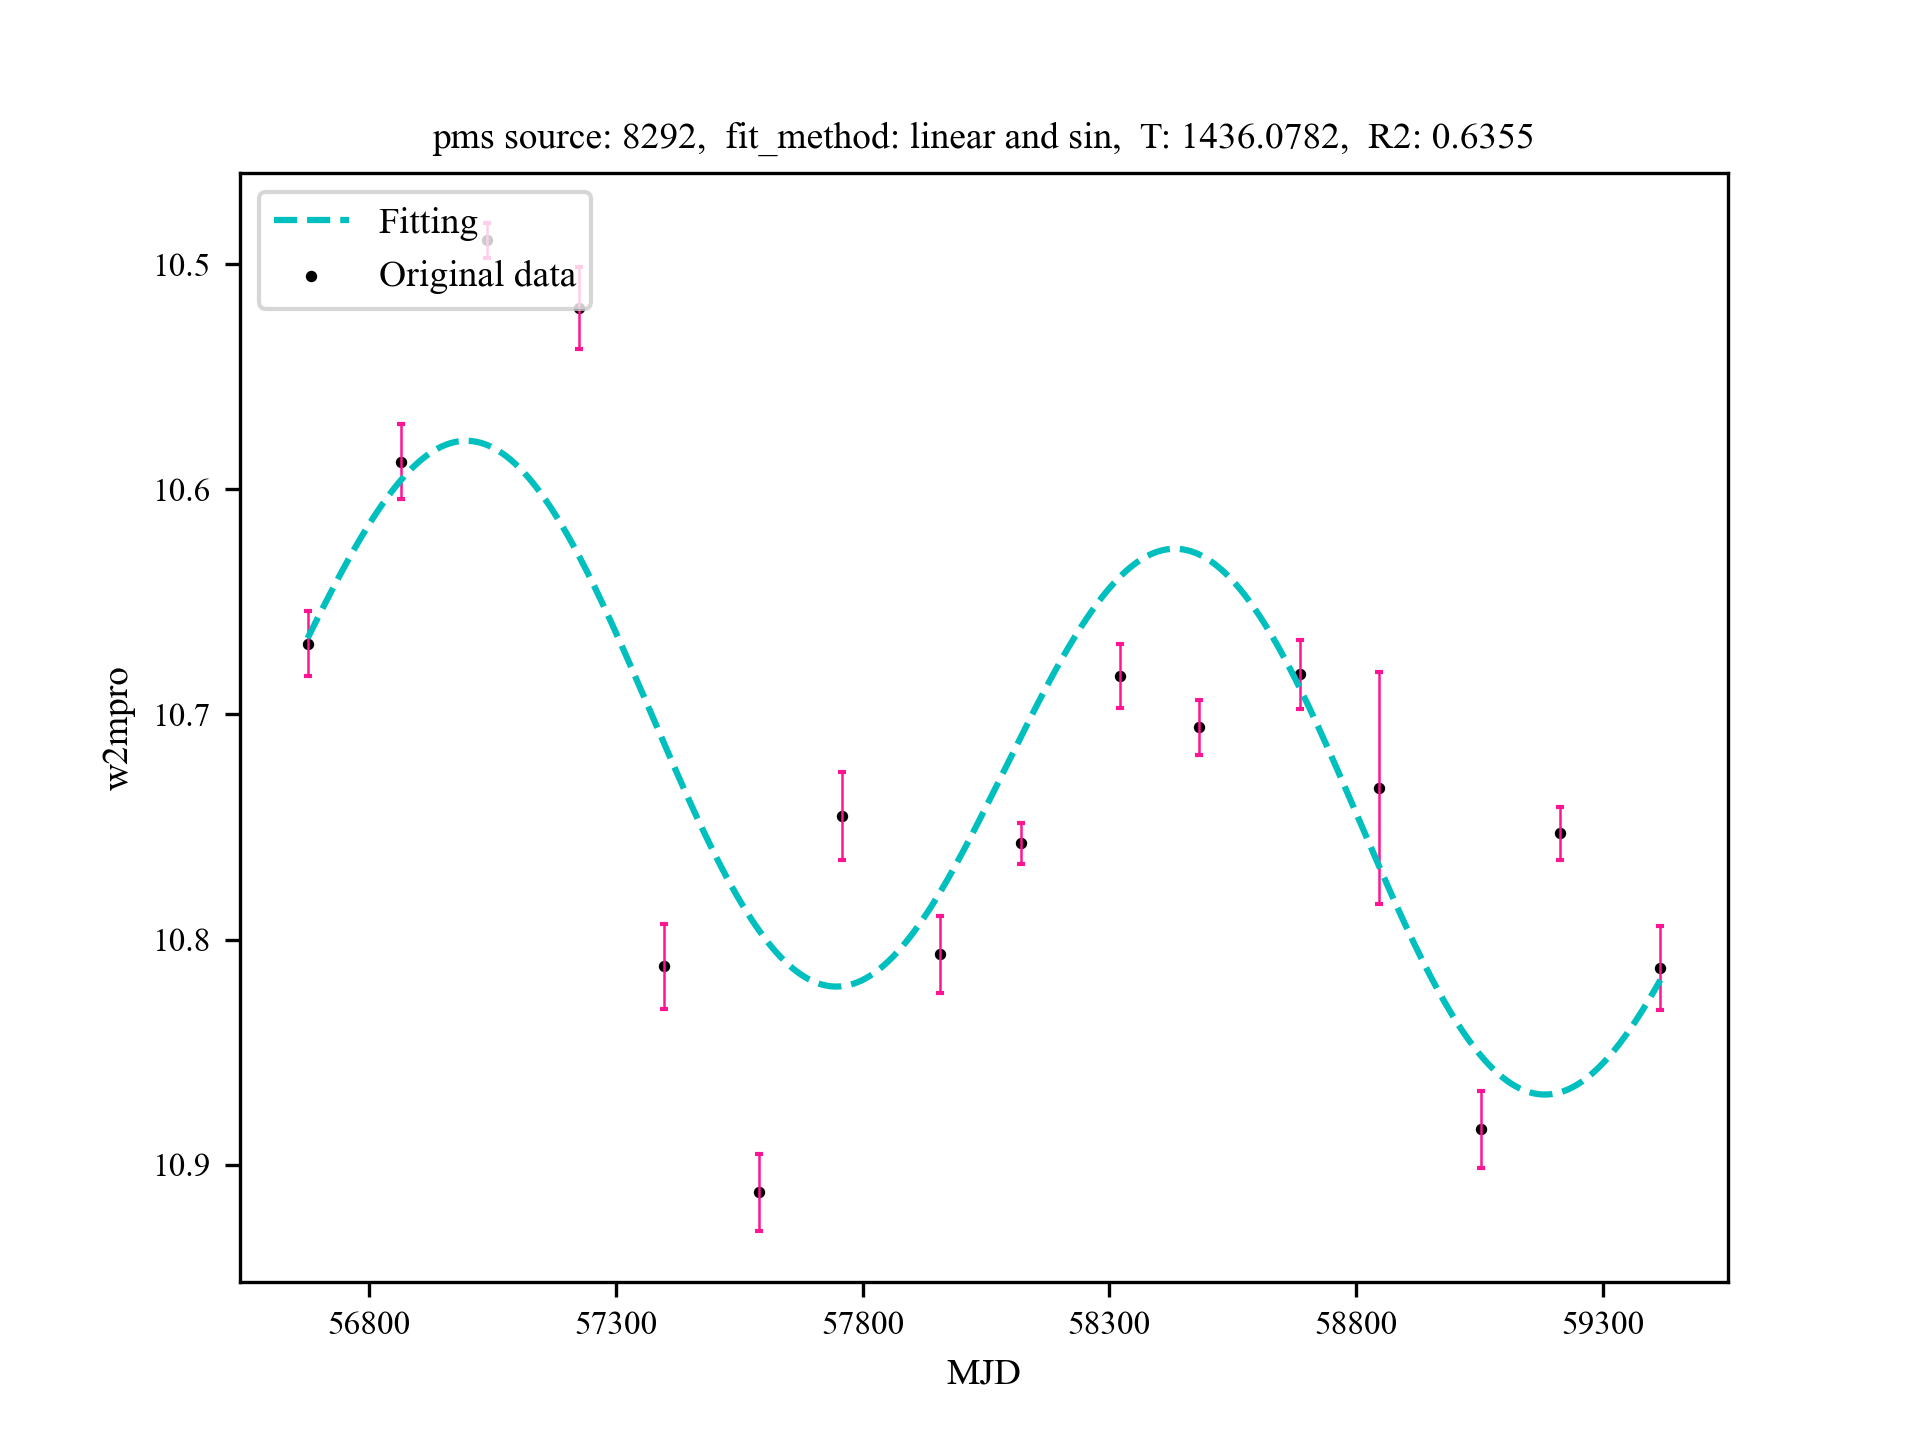 pms source: 8292,  fit_method: linear and sin,  T: 1436.0782,  R2: 0.6355
Fitting
Original data
10.5
10.6
10.7
10.8
10.9
w2mpro
56800 57300 57800 58300 58800 59300
MJD